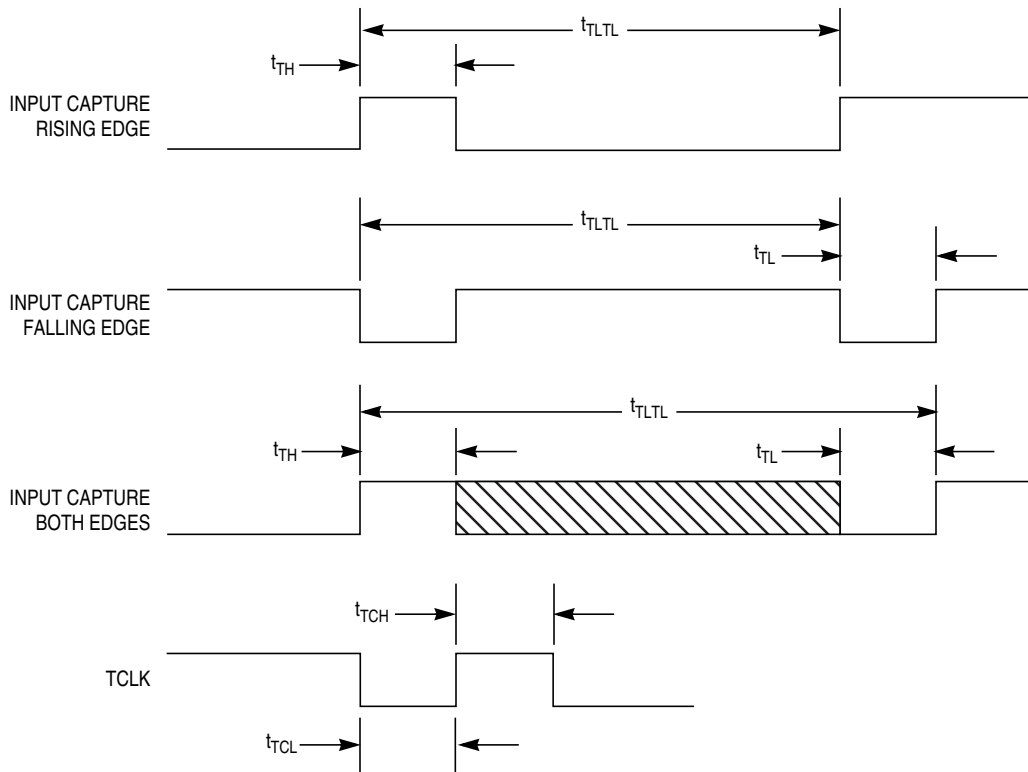 tTLTL
tTH
INPUT CAPTURE
RISING EDGE
tTLTL
tTL
INPUT CAPTURE
FALLING EDGE
tTLTL
tTH
tTL
INPUT CAPTURE
BOTH EDGES
tTCH
TCLK
tTCL